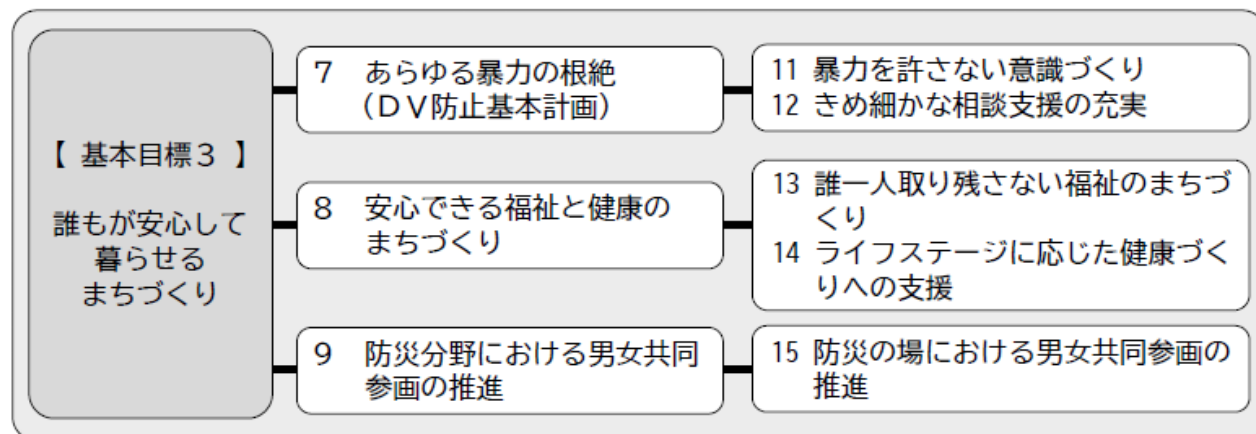 【 基本目標３ 】
誰もが安心して
暮らせる
まちづくり
７ あらゆる暴力の根絶
（ＤＶ防止基本計画）
11 暴力を許さない意識づくり
12 きめ細かな相談支援の充実
８ 安心できる福祉と健康の
まちづくり
13 誰一人取り残さない福祉のまちづ
くり
14 ライフステージに応じた健康づく
りへの支援
９ 防災分野における男女共同
参画の推進
15 防災の場における男女共同参画の
推進